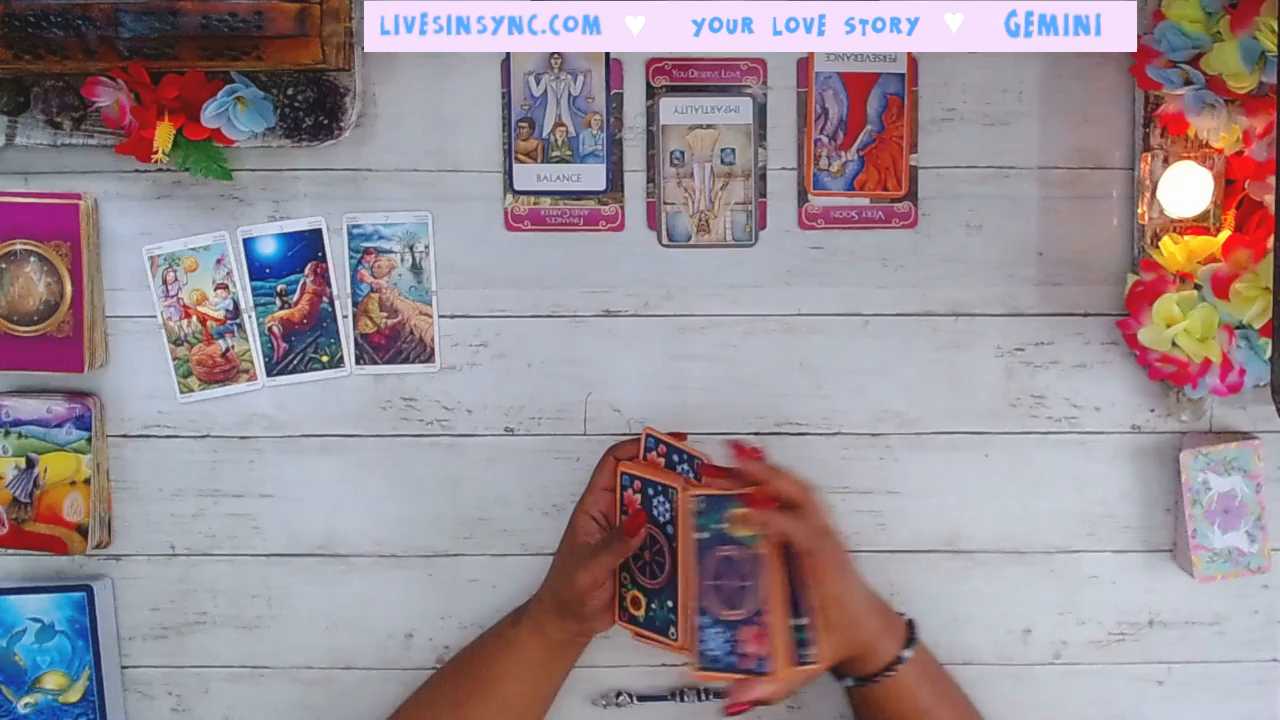 LIVESINSYNC.COM ♥ YOUR LOVE STORY ♥ GEMINI
PERSEVERANCE
YOU DESERVE LOVE
IMPARTIALITY
BALANCE
FINANCES
AND CAREER
VERY SOON